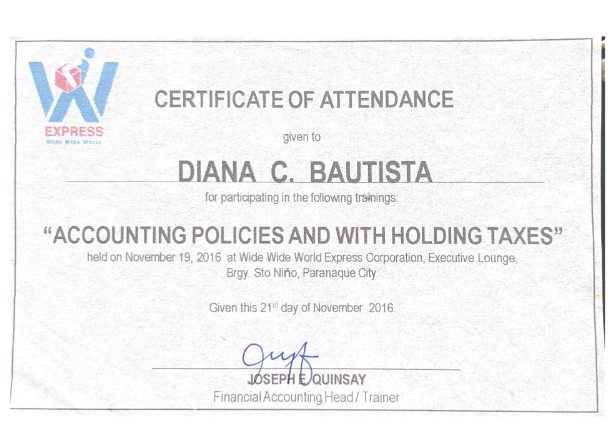 EXPRESS
Wide Wide World
CERTIFICATE OF ATTENDANCE
given to
DIANA C. BAUTISTA
for participating in the following trainings:
“ACCOUNTING POLICIES AND WITH HOLDING TAXES”
held on November 19, 2016 at Wide Wide World Express Corporation, Executive Lounge,
Brgy. Sto Niño, Paranaque City.
Given this 21st day of November 2016.
JOSEPH E. QUINSAY
Financial Accounting Head / Trainer